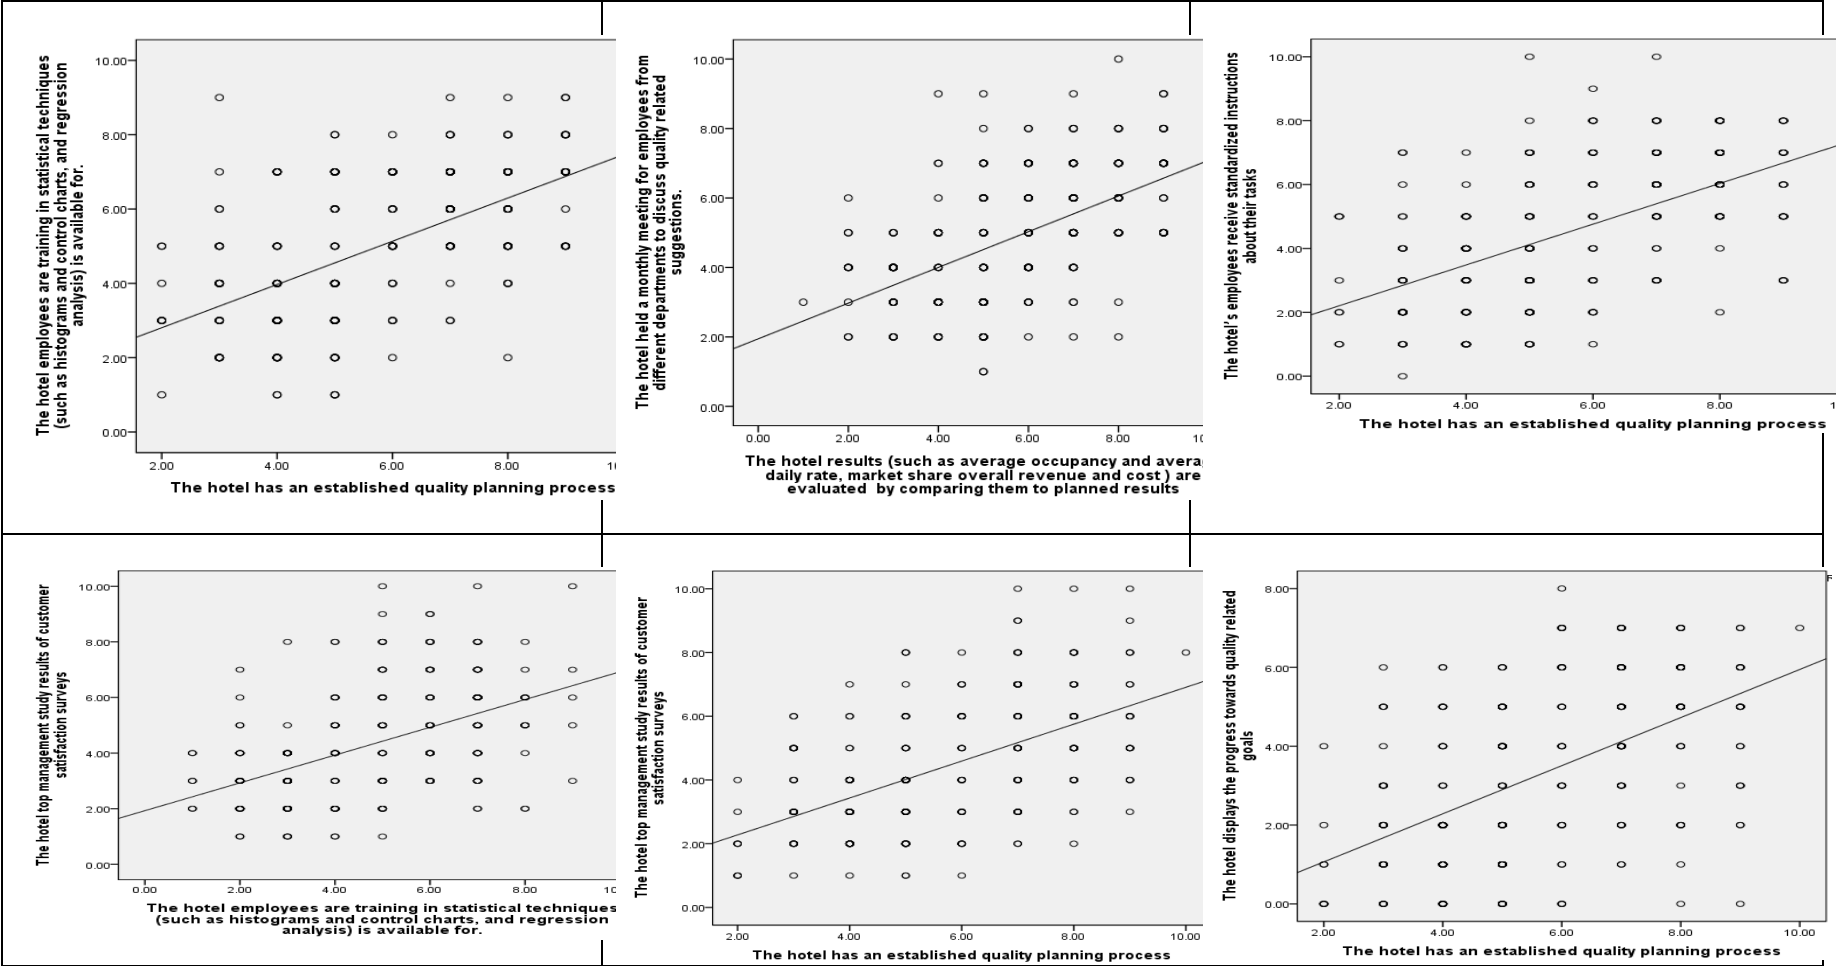 The hotel employees are training in statistical techniques
(such as histograms and control charts, and regression
analysis) is available for.
10.00
8.00
6.00
4.00
2.00
0.00
2.00 4.00 6.00 8.00 10
The hotel has an established quality planning process
The hotel held a monthly meeting for employees from
different departments to discuss quality related
suggestions.
10.00
8.00
6.00
4.00
2.00
0.00
0.00 2.00 4.00 6.00 8.00 10
The hotel results (such as average occupancy and avera
daily rate, market share overall revenue and cost ) are
evaluated by comparing them to planned results
The hotel's employees receive standardized instructions
about their tasks
10.00
8.00
6.00
4.00
2.00
0.00
2.00 4.00 6.00 8.00 1
The hotel has an established quality planning process
The hotel top management study results of customer
satisfaction surveys
10.00
8.00
6.00
4.00
2.00
0.00
0.00 2.00 4.00 6.00 8.00 10
The hotel employees are training in statistical techniques
(such as histograms and control charts, and regression
analysis) is available for.
The hotel top management study results of customer
satisfaction surveys
10.00
8.00
6.00
4.00
2.00
0.00
2.00 4.00 6.00 8.00 10.00
The hotel has an established quality planning process
The hotel displays the progress towards quality related
goals
8.00
6.00
4.00
2.00
0.00
2.00 4.00 6.00 8.00 10.00
The hotel has an established quality planning process